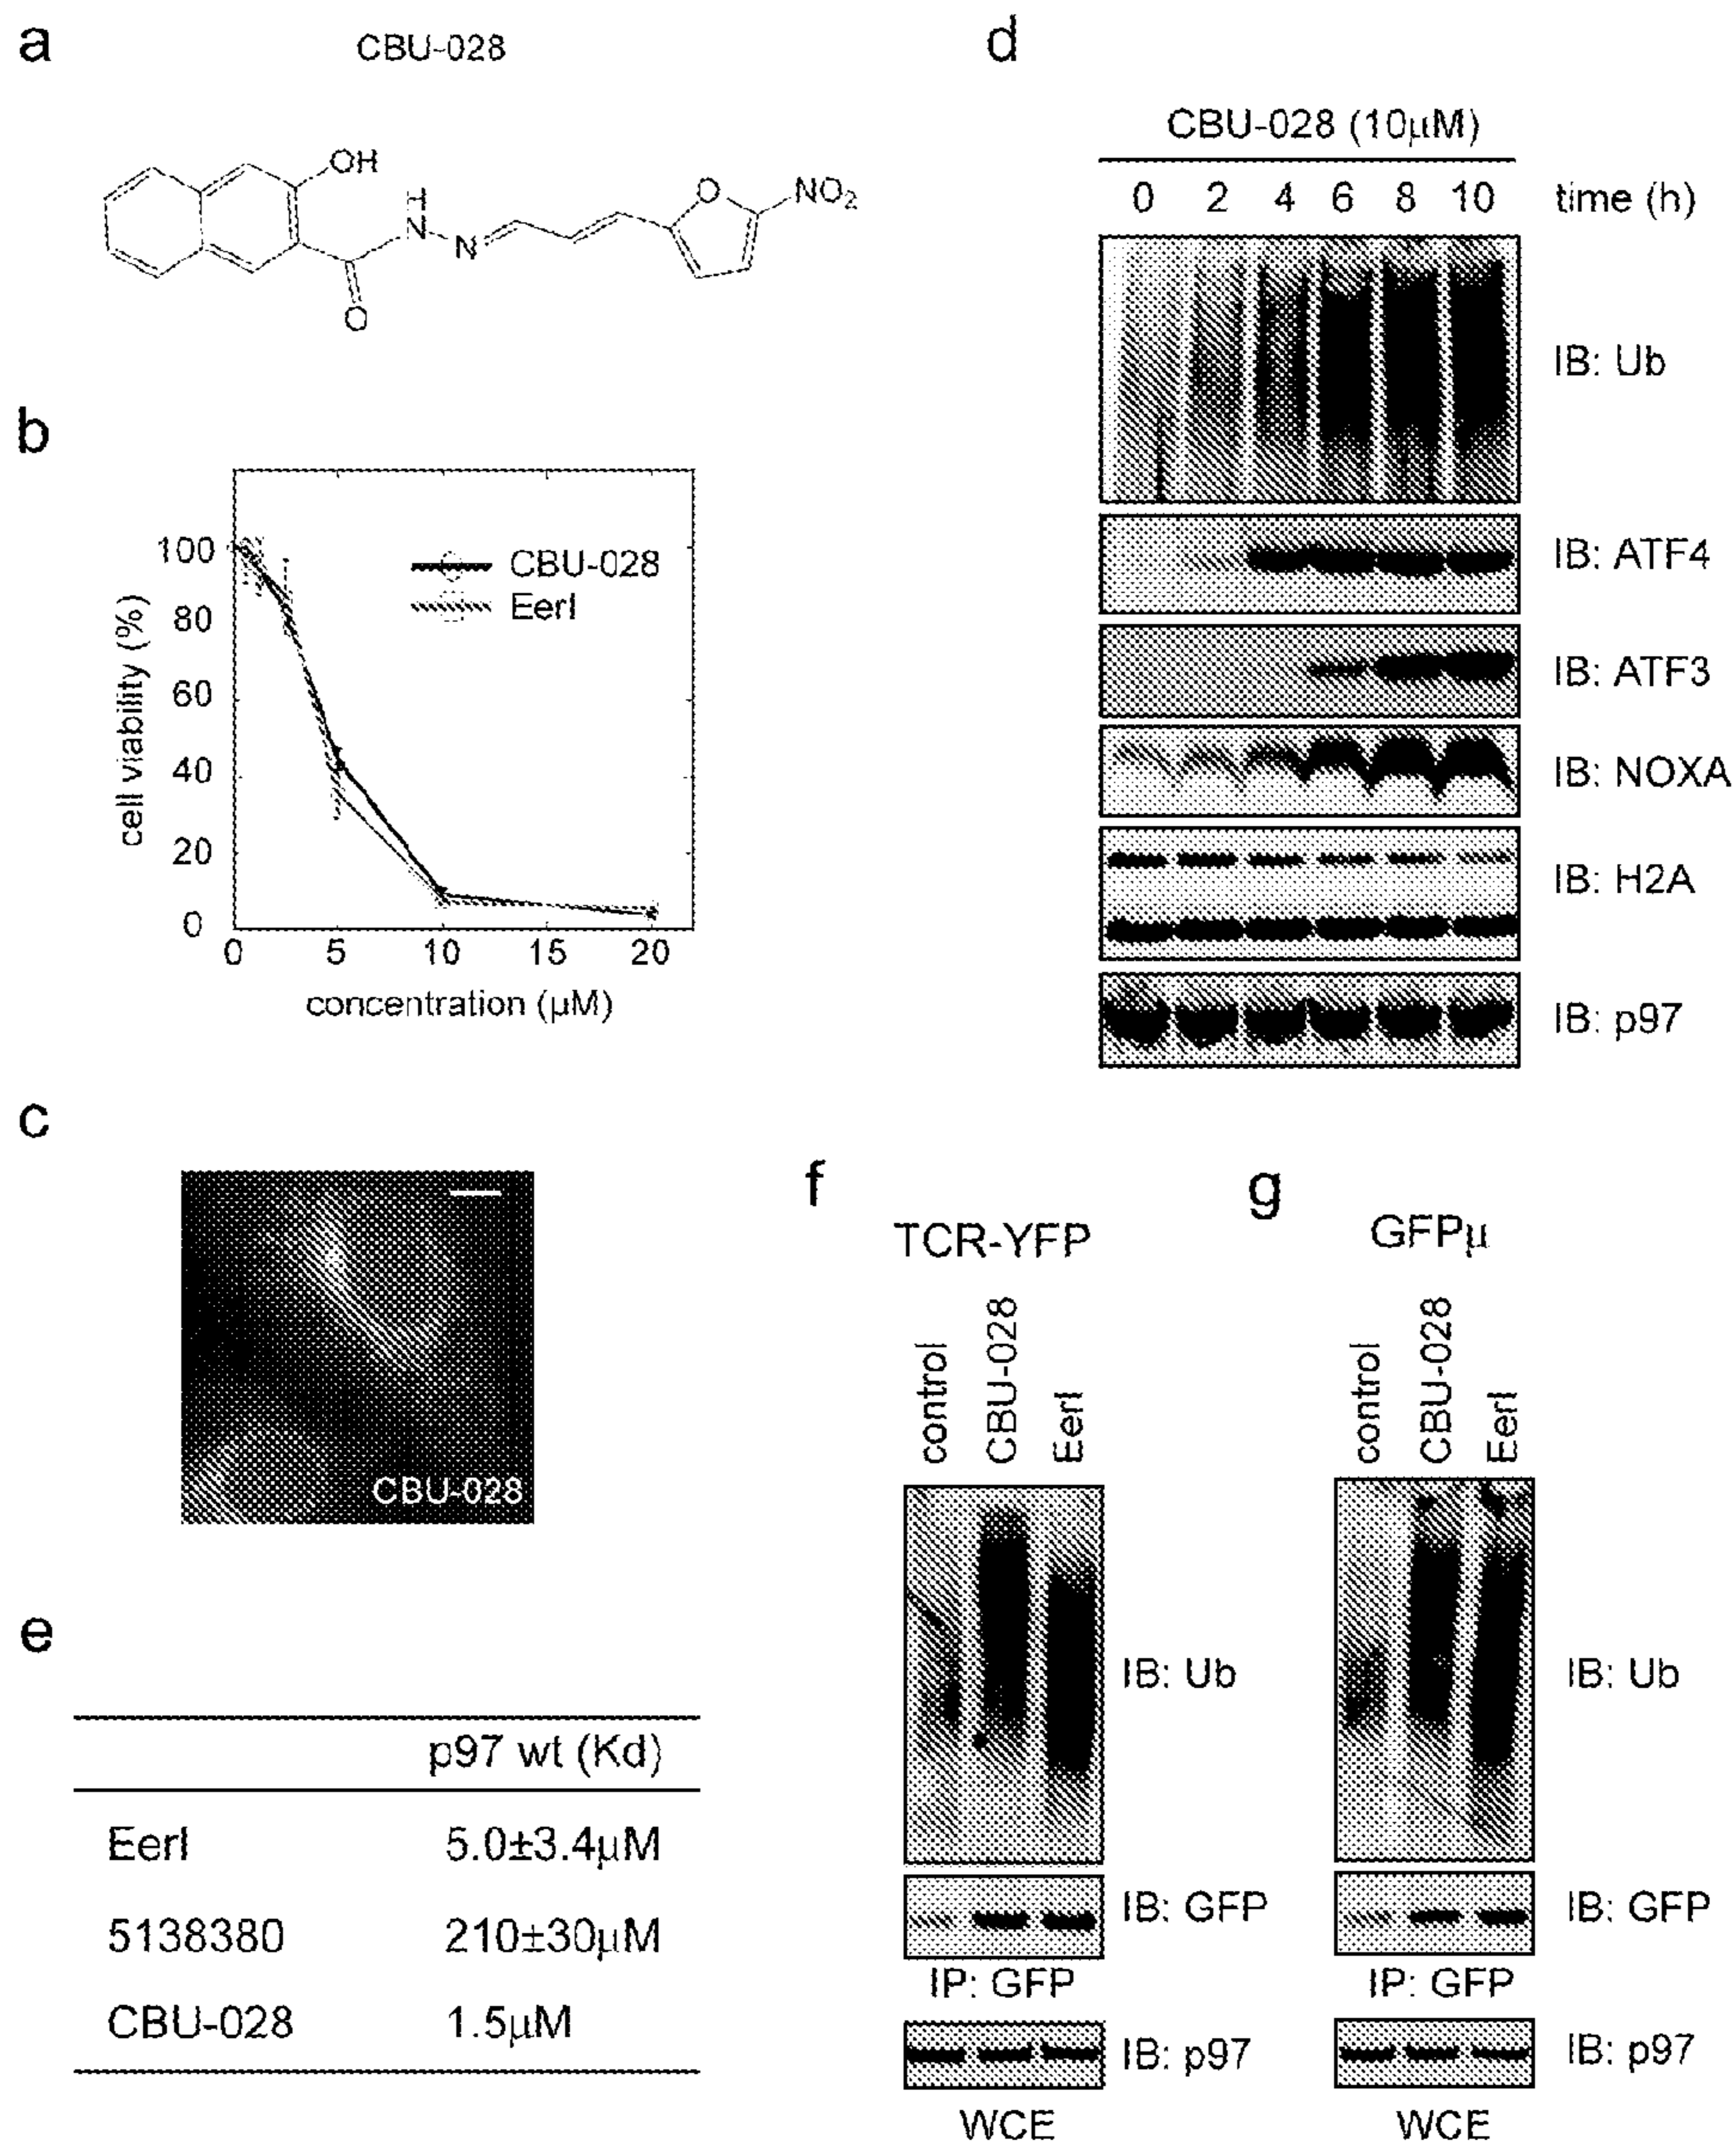 a
CBU-028
OH
H
N
N
O
O
NO₂
b
100
80
60
40
20
0
cell viability (%)
CBU-028
EerI
0 5 10 15 20
concentration (μM)
c
CBU-028
d
CBU-028 (10μM)
0 2 4 6 8 10 time (h)
IB: Ub
IB: ATF4
IB: ATF3
IB: NOXA
IB: H2A
IB: p97
e
p97 wt (Kd)
EerI 5.0±3.4μM
5138380 210±30μM
CBU-028 1.5μM
f
TCR-YFP
control
CBU-028
EerI
IB: Ub
IB: GFP
IP: GFP
IB: p97
WCE
g
GFPμ
control
CBU-028
EerI
IB: Ub
IB: GFP
IP: GFP
IB: p97
WCE